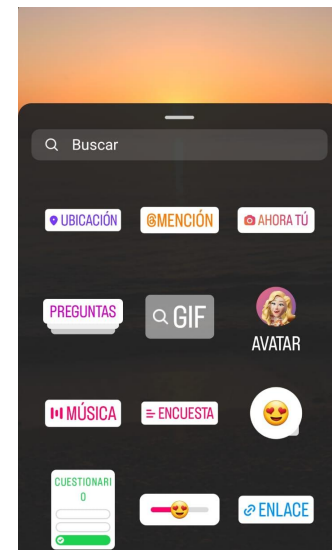 Buscar
UBICACIÓN
@MENCIÓN
AHORA TÚ
PREGUNTAS
GIF
AVATAR
MÚSICA
ENCUESTA
CUESTIONARI
O
ENLACE